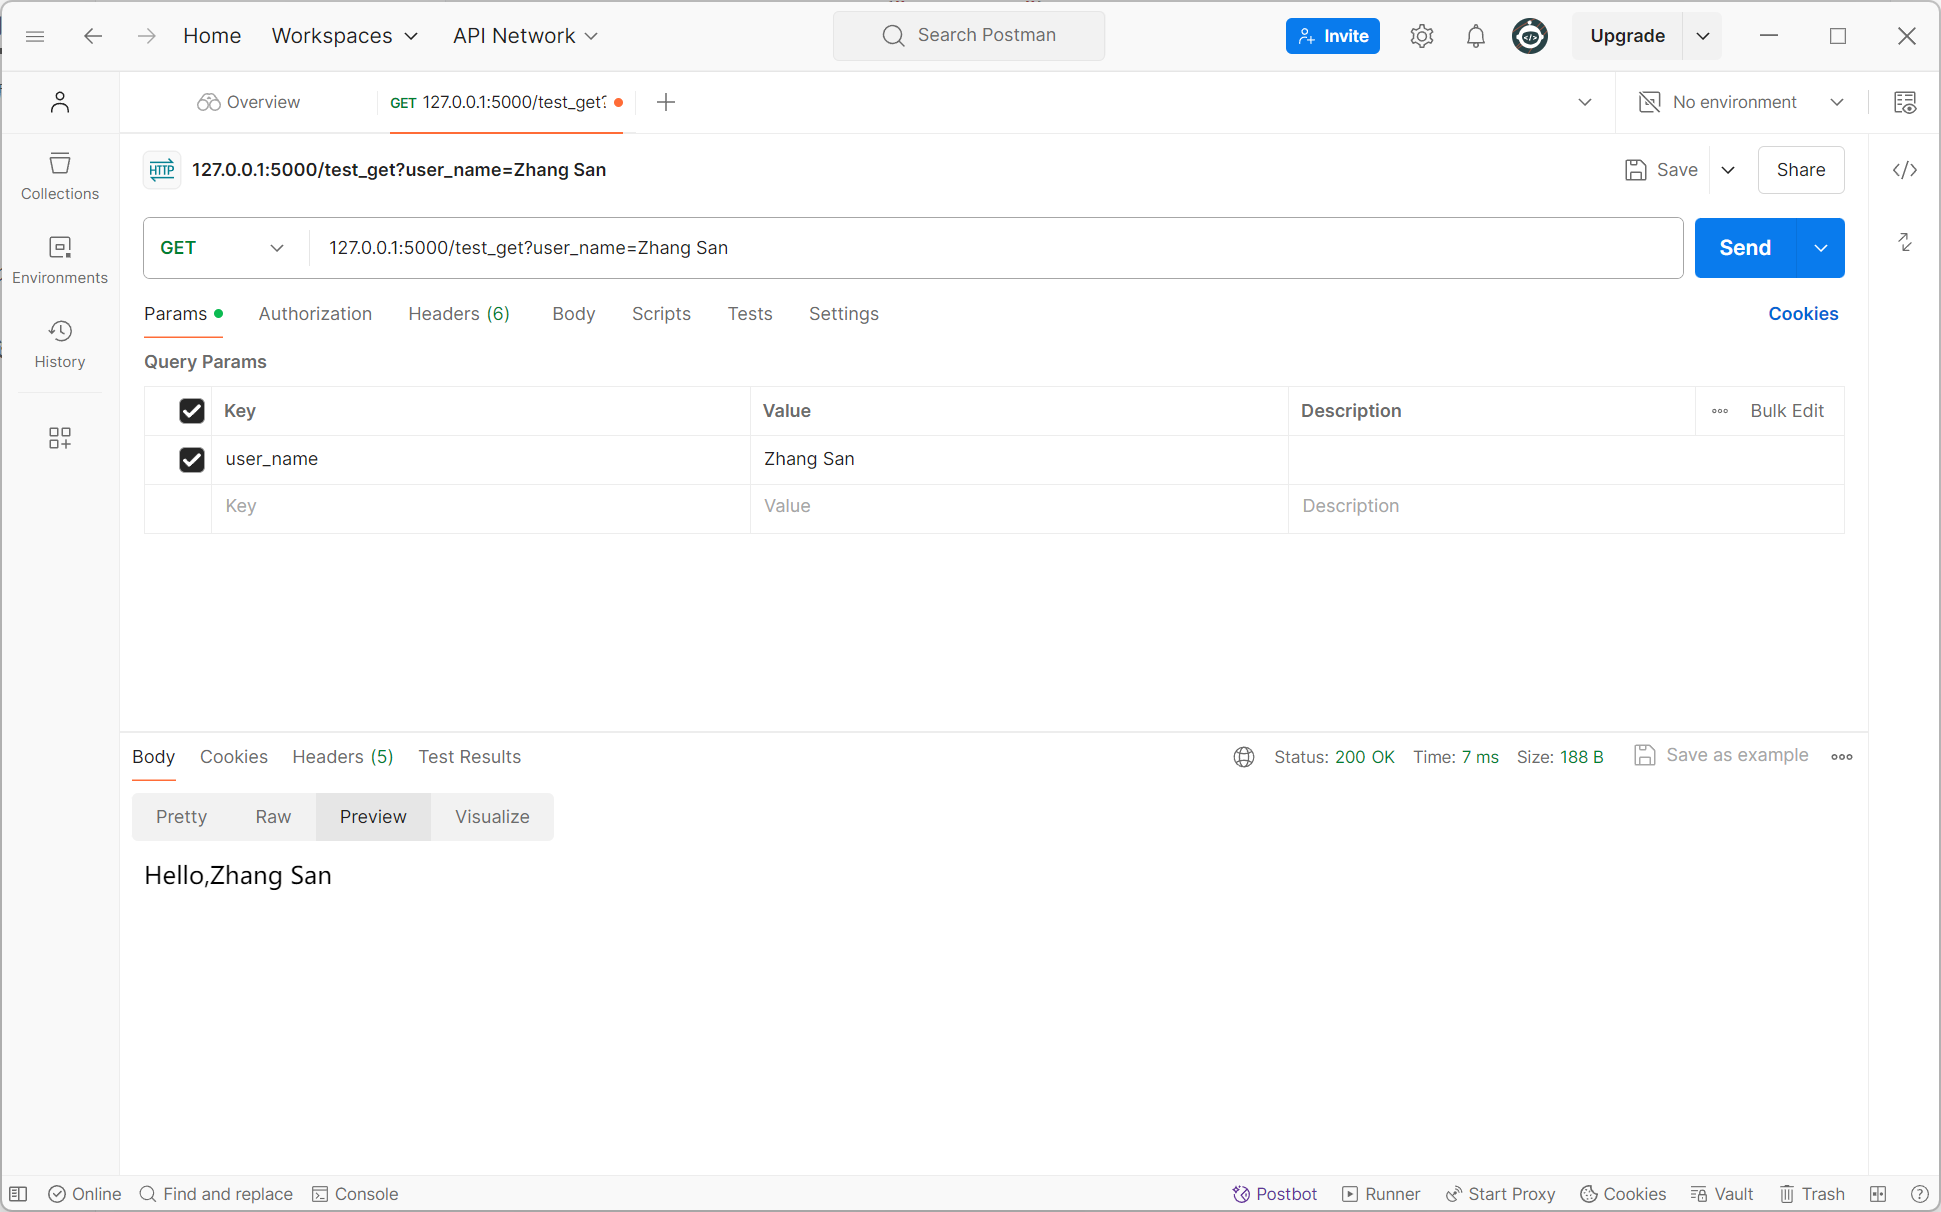 Home Workspaces API Network Search Postman Invite Upgrade
Overview GET 127.0.0.1:5000/test_get? No environment
HTTP 127.0.0.1:5000/test_get?user_name=Zhang San Save Share
Collections
GET 127.0.0.1:5000/test_get?user_name=Zhang San Send
Environments
Params Authorization Headers (6) Body Scripts Tests Settings Cookies
History
Query Params
Key Value Description Bulk Edit
user_name Zhang San
Key Value Description
Body Cookies Headers (5) Test Results Status: 200 OK Time: 7 ms Size: 188 B Save as example
Pretty Raw Preview Visualize
Hello,Zhang San
Online Find and replace Console Postbot Runner Start Proxy Cookies Vault Trash